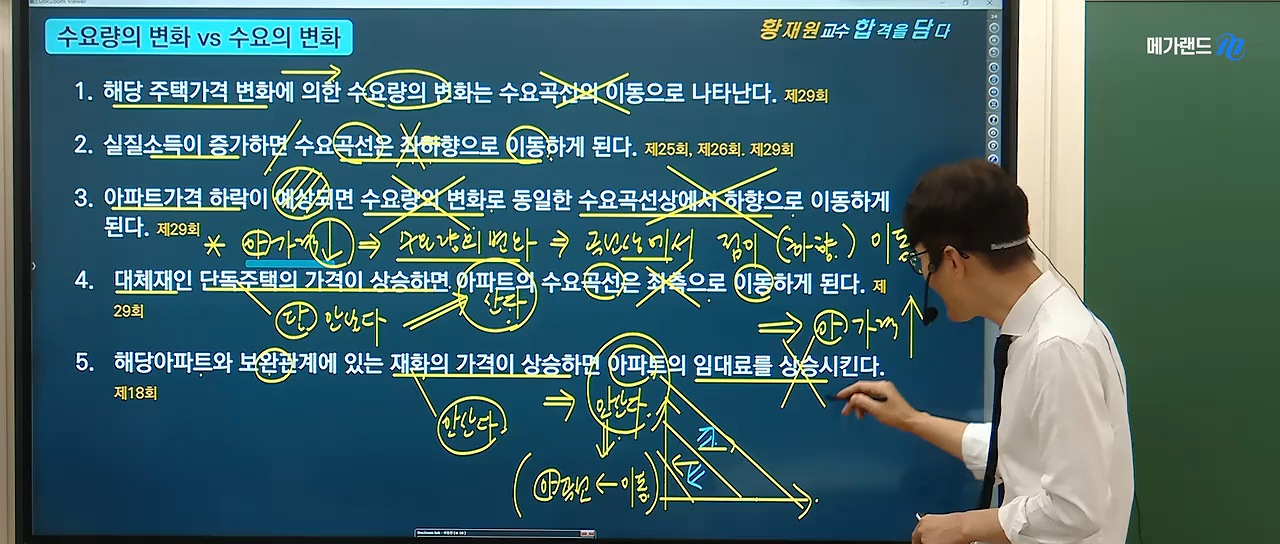 DocZoom Viewer
수요량의 변화 vs 수요의 변화
황재원 교수 합격을 담다
메가랜드
1. 해당 주택가격 변화에 의한 수요량의 변화는 수요곡선의 이동으로 나타난다. 제29회
2. 실질소득이 증가하면 수요곡선은 좌하향으로 이동하게 된다. 제25회, 제26회. 제29회
3. 아파트가격 하락이 예상되면 수요량의 변화로 동일한 수요곡선상에서 하향으로 이동하게
된다. 제29회
* 아 가격 ↓ ⇒ 수요량의 변화 ⇒ 곡선상에서 점이 (하향) 이동
4. 대체재인 단독주택의 가격이 상승하면 아파트의 수요곡선은 좌측으로 이동하게 된다. 제
29회
단 안산다 ⇒ 산다
⇒ 아 가격 ↑
5. 해당아파트와 보완관계에 있는 재화의 가격이 상승하면 아파트의 임대료를 상승시킨다.
제18회
안산다 ⇒ 안산다
(아곡선 ← 이동)